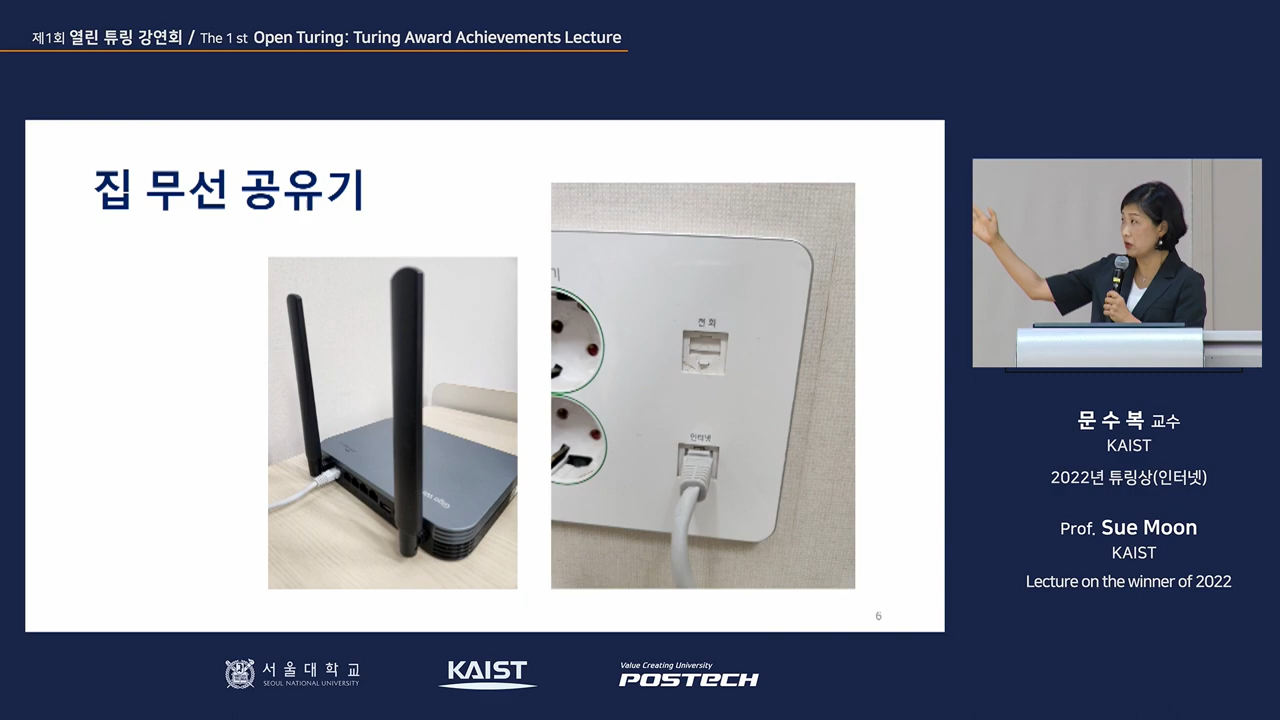 제1회 열린 튜링 강연회 / The 1 st Open Turing: Turing Award Achievements Lecture
집 무선 공유기
전화
인터넷
6
문수복 교수
KAIST
2022년 튜링상(인터넷)
Prof. Sue Moon
KAIST
Lecture on the winner of 2022
서울대학교
SEOUL NATIONAL UNIVERSITY
KAIST
Value Creating University
POSTECH